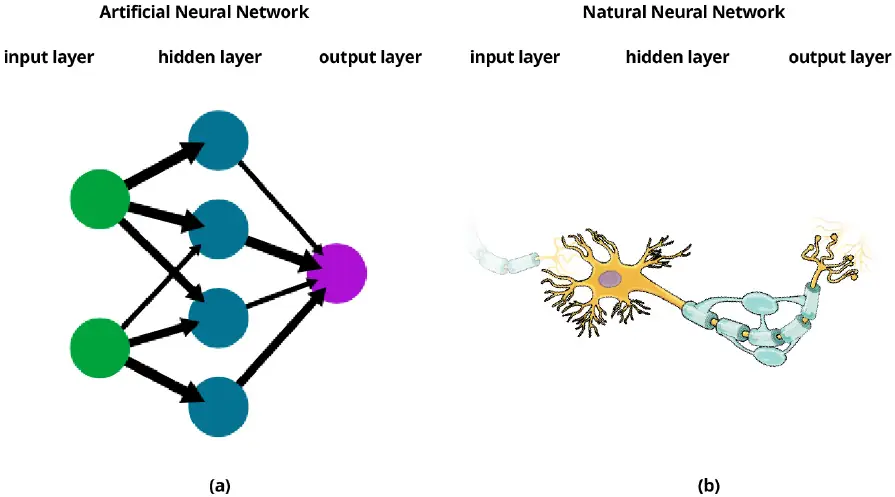 Artificial Neural Network
input layer hidden layer output layer
(a)
Natural Neural Network
input layer hidden layer output layer
(b)